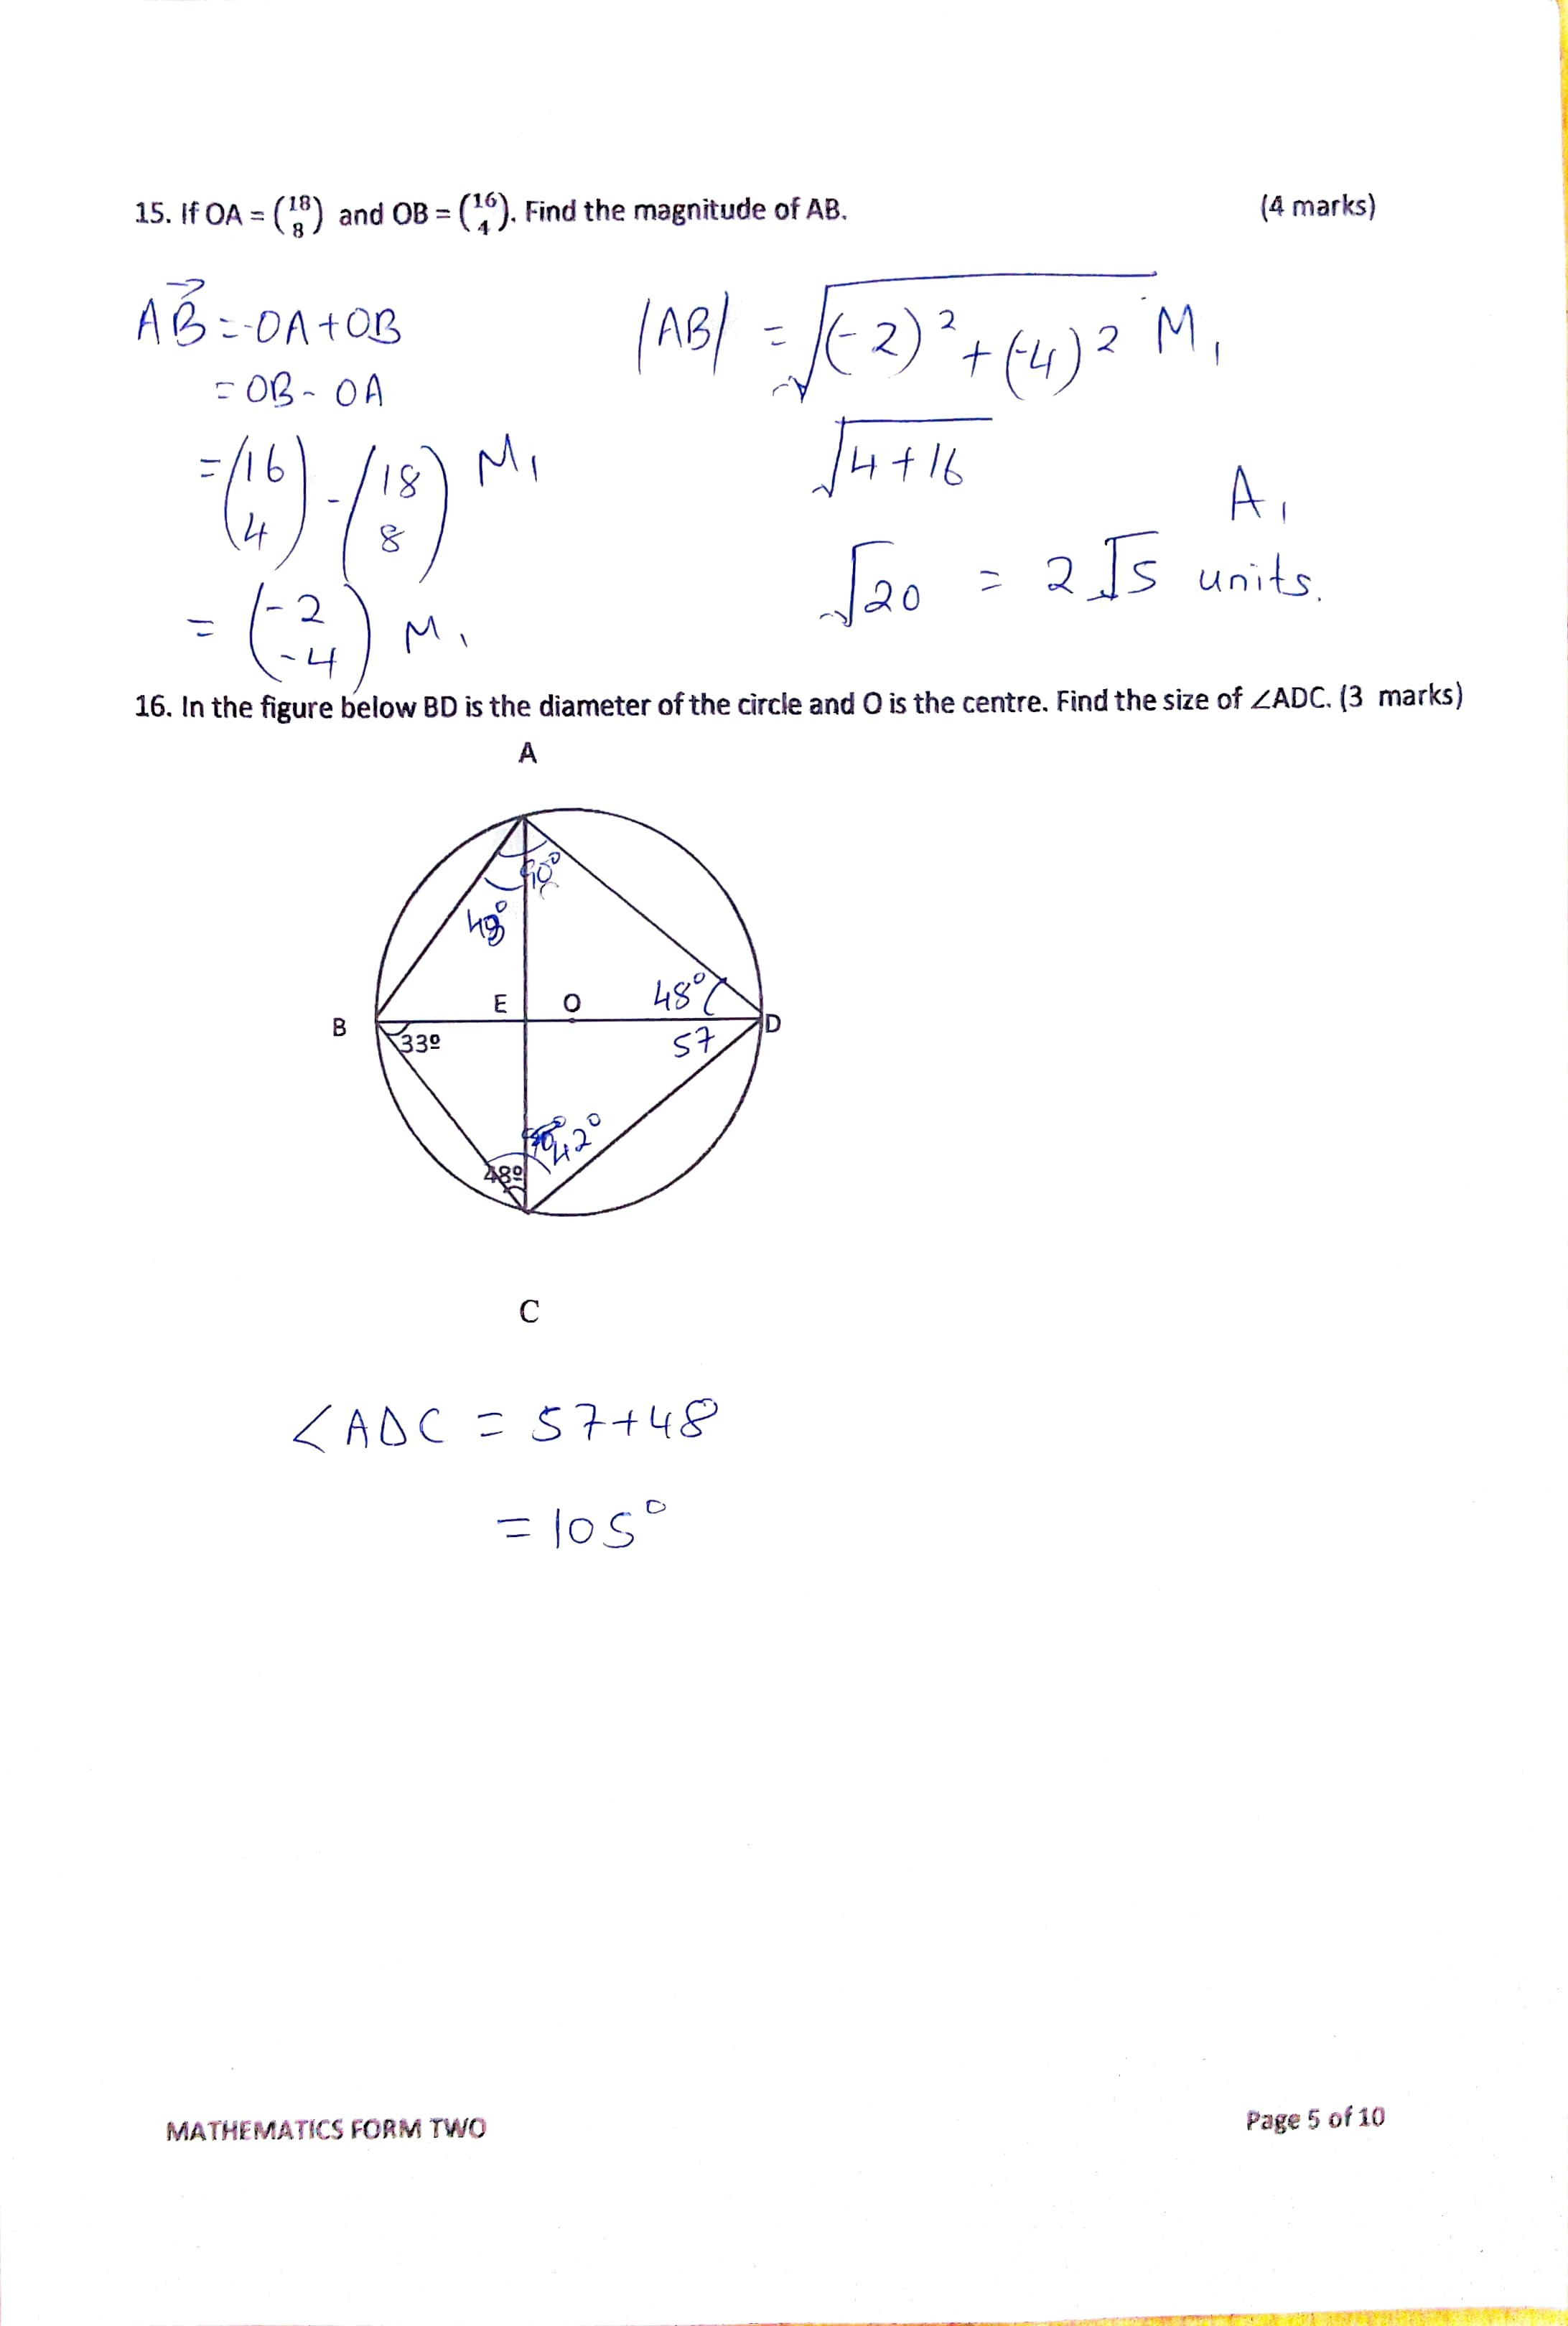 15. If OA = (18 8) and OB = (16 4). Find the magnitude of AB. (4 marks)
AB = -OA + OB
= OB - OA
= (16 4) - (18 8) M1
= (-2 -4) M1
|AB| = √(-2)² + (-4)² M1
√4 + 16
√20 = 2√5 units. A1
16. In the figure below BD is the diameter of the circle and O is the centre. Find the size of ∠ADC. (3 marks)
A
90°
48°
E O 48°
B 33º 57 D
42°
48º
C
∠ADC = 57+48
= 105°
MATHEMATICS FORM TWO
Page 5 of 10